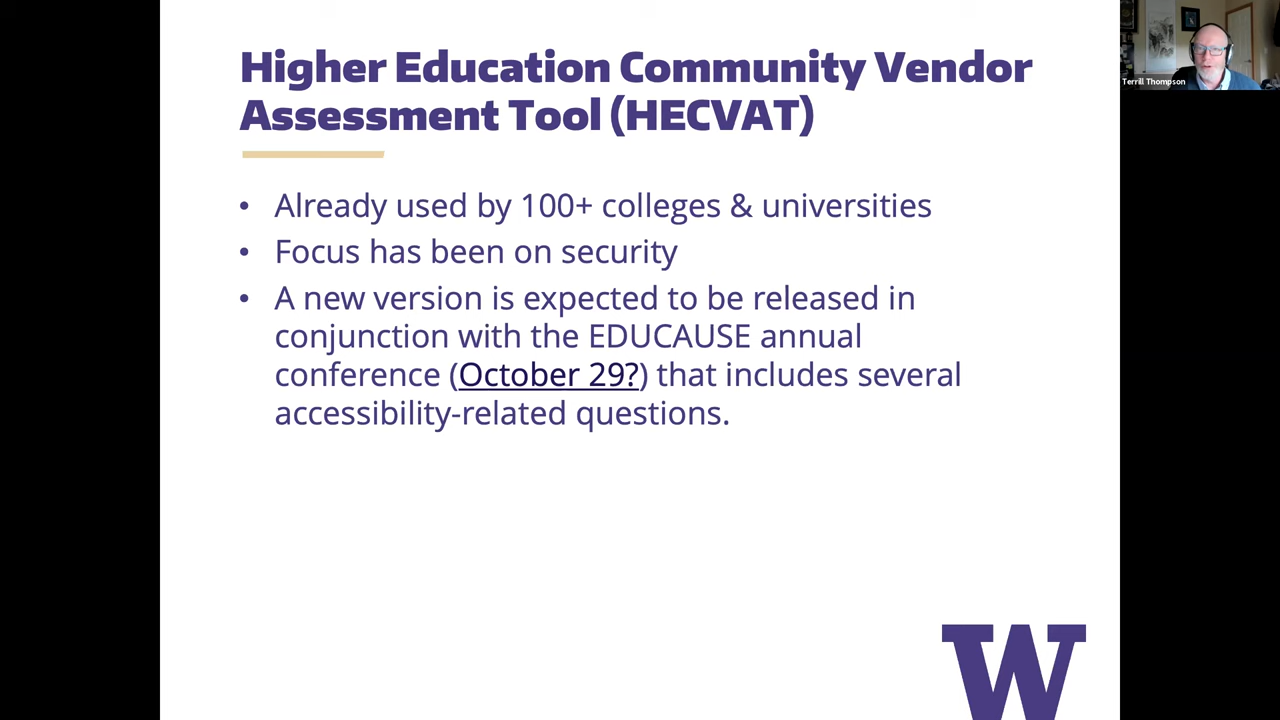 Higher Education Community Vendor
Assessment Tool (HECVAT)
• Already used by 100+ colleges & universities
• Focus has been on security
• A new version is expected to be released in
conjunction with the EDUCAUSE annual
conference (October 29?) that includes several
accessibility-related questions.
W
Terrill Thompson